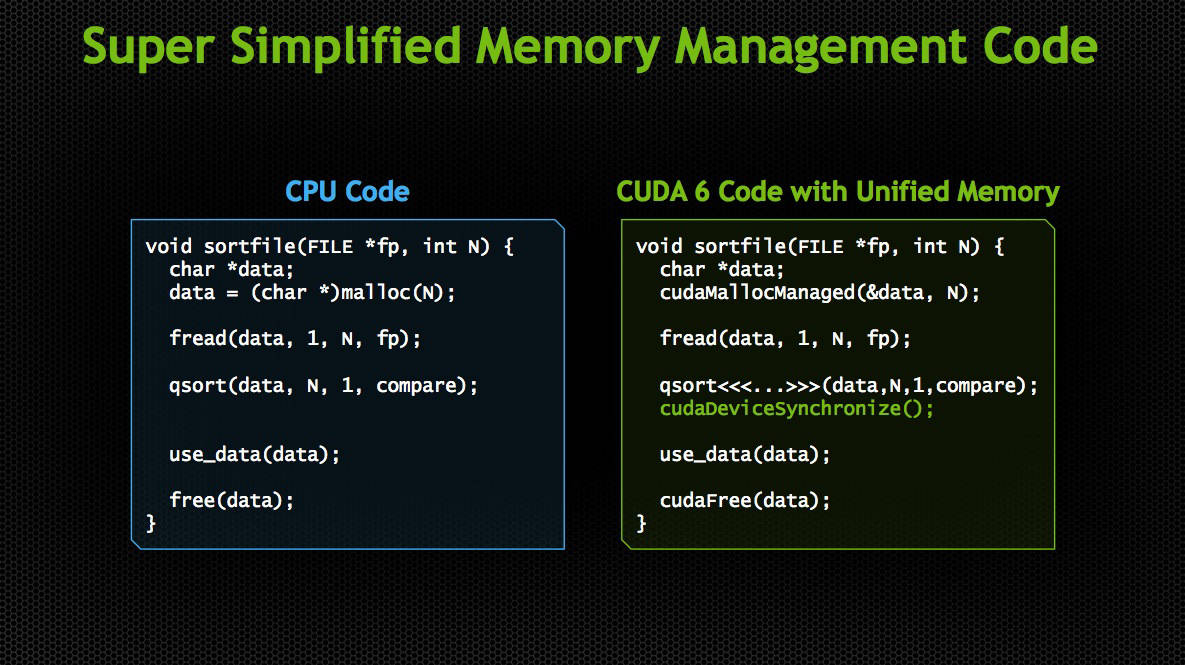 Super Simplified Memory Management Code
CPU Code
void sortfile(FILE *fp, int N) {
  char *data;
  data = (char *)malloc(N);
  fread(data, 1, N, fp);
  qsort(data, N, 1, compare);
  use_data(data);
  free(data);
}
CUDA 6 Code with Unified Memory
void sortfile(FILE *fp, int N) {
  char *data;
  cudaMallocManaged(&data, N);
  fread(data, 1, N, fp);
  qsort<<<...>>>(data,N,1,compare);
  cudaDeviceSynchronize();
  use_data(data);
  cudaFree(data);
}